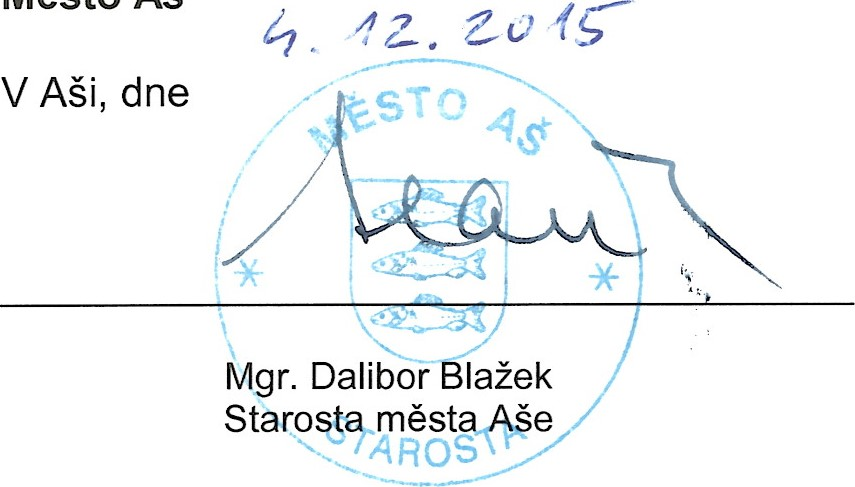 Město Aš
4. 12. 2015
V Aši, dne
MĚSTO AŠ
Mgr. Dalibor Blažek
Starosta města Aše
STAROSTA